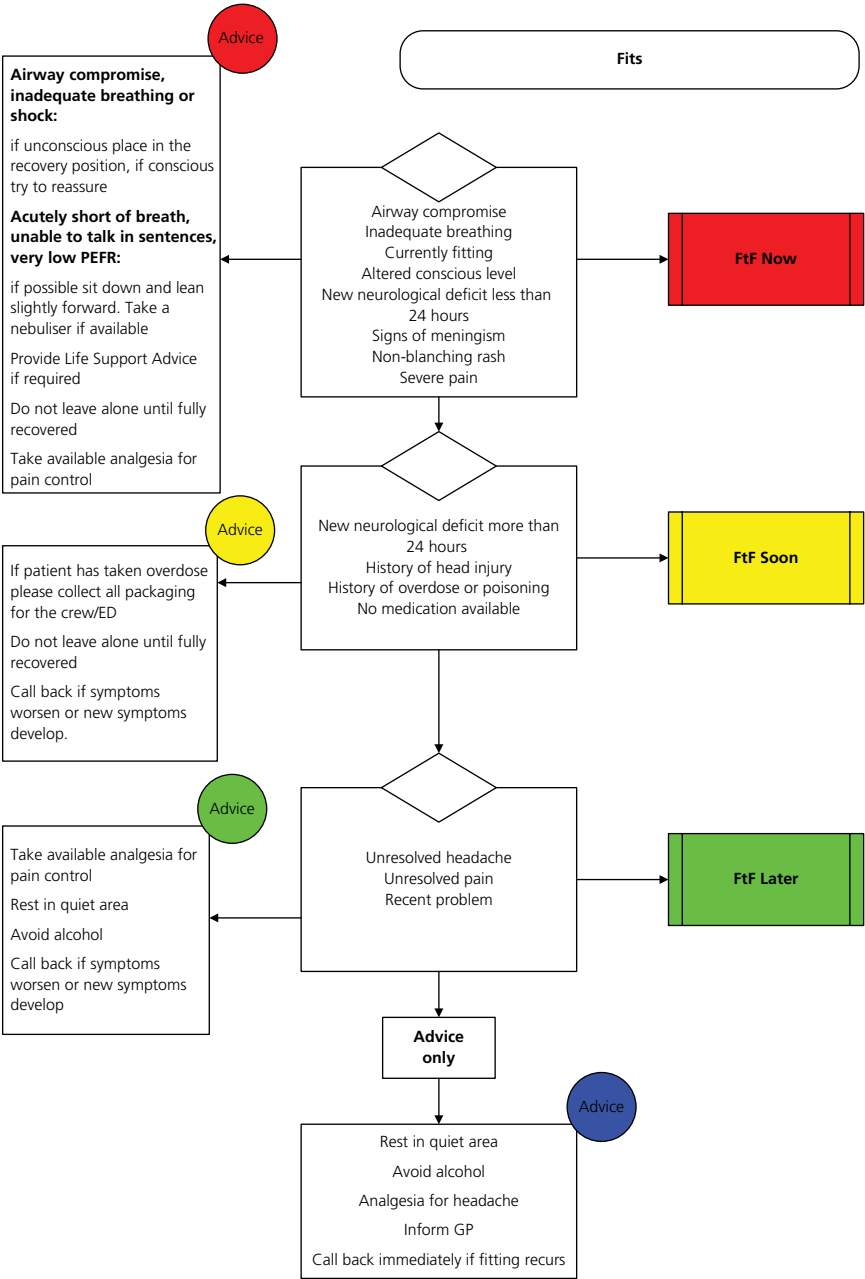 Fits
Advice
Airway compromise,
inadequate breathing or
shock:
if unconscious place in the
recovery position, if conscious
try to reassure
Acutely short of breath,
unable to talk in sentences,
very low PEFR:
if possible sit down and lean
slightly forward. Take a
nebuliser if available
Provide Life Support Advice
if required
Do not leave alone until fully
recovered
Take available analgesia for
pain control
Airway compromise
Inadequate breathing
Currently fitting
Altered conscious level
New neurological deficit less than
24 hours
Signs of meningism
Non-blanching rash
Severe pain
FtF Now
Advice
If patient has taken overdose
please collect all packaging
for the crew/ED
Do not leave alone until fully
recovered
Call back if symptoms
worsen or new symptoms
develop.
New neurological deficit more than
24 hours
History of head injury
History of overdose or poisoning
No medication available
FtF Soon
Advice
Take available analgesia for
pain control
Rest in quiet area
Avoid alcohol
Call back if symptoms
worsen or new symptoms
develop
Unresolved headache
Unresolved pain
Recent problem
FtF Later
Advice
only
Advice
Rest in quiet area
Avoid alcohol
Analgesia for headache
Inform GP
Call back immediately if fitting recurs